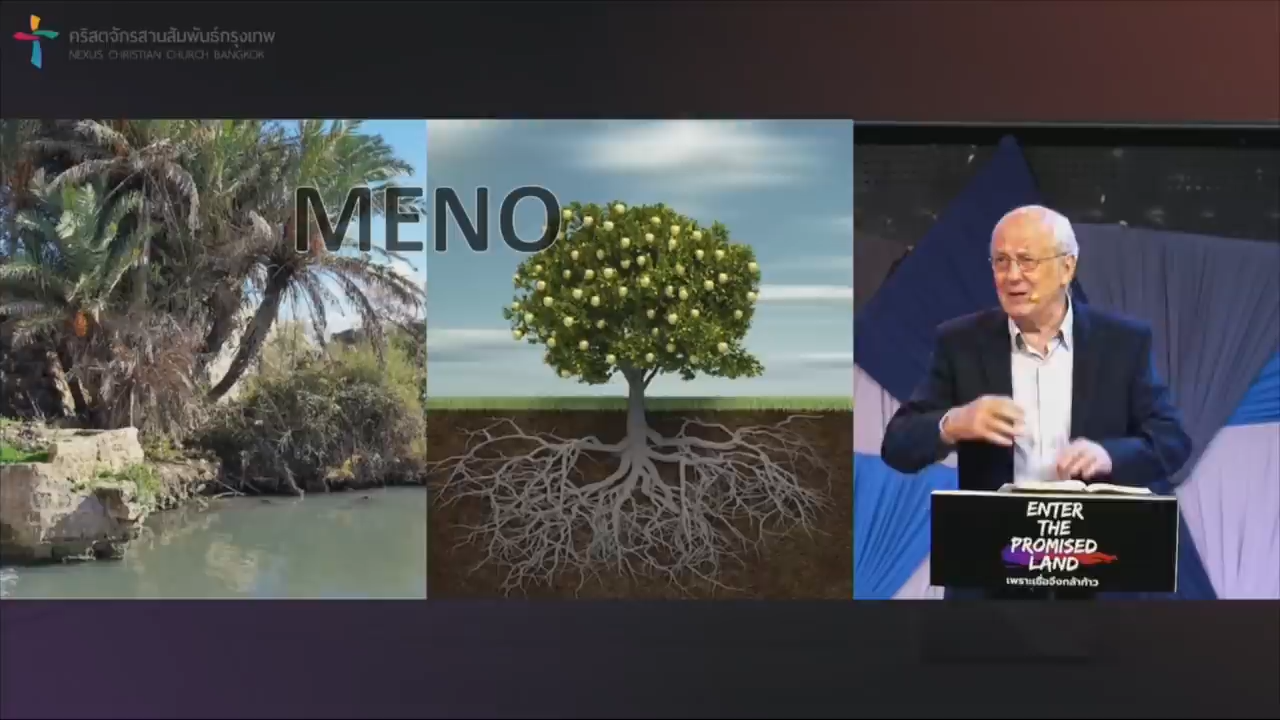 คริสตจักรสานสัมพันธ์กรุงเทพ
NEXUS CHRISTIAN CHURCH BANGKOK
MENO
ENTER
THE
PROMISED
LAND
เพราะเชื่อจึงกล้าก้าว